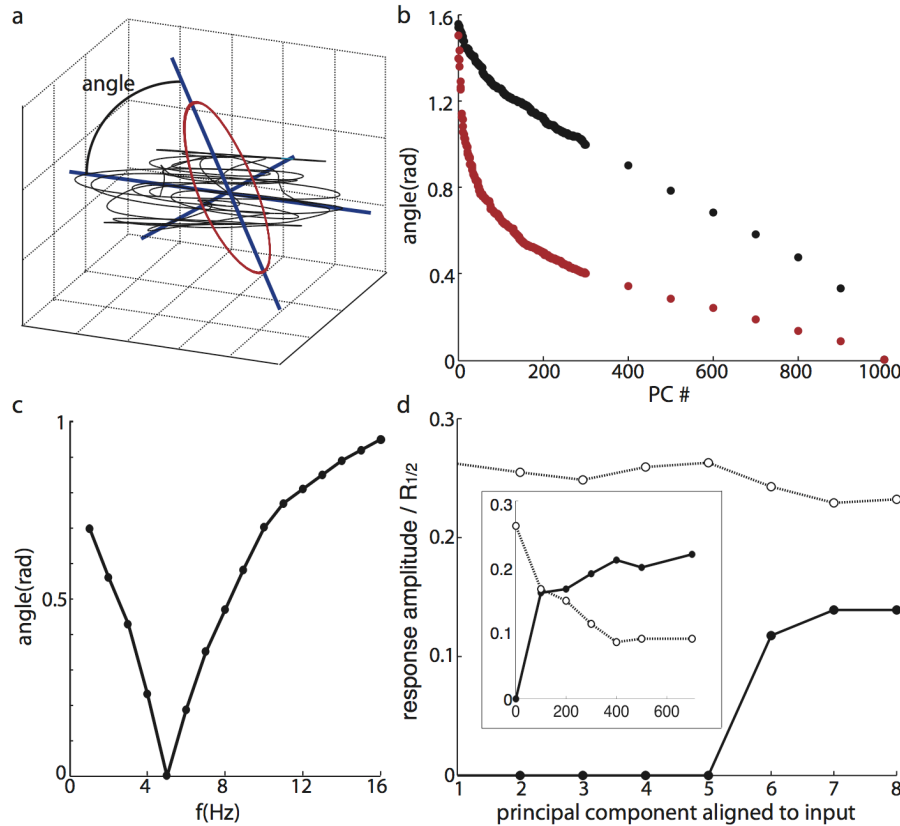 a
angle
b
1.6
1.2
0.8
0.4
0
angle(rad)
0 200 400 600 800 1000
PC #
c
1
0.5
0
angle(rad)
0 4 8 12 16
f(Hz)
d
0.3
0.2
0.1
0
response amplitude / R1/2
0.3
0.2
0.1
0
0 200 400 600
1 2 3 4 5 6 7 8
principal component aligned to input